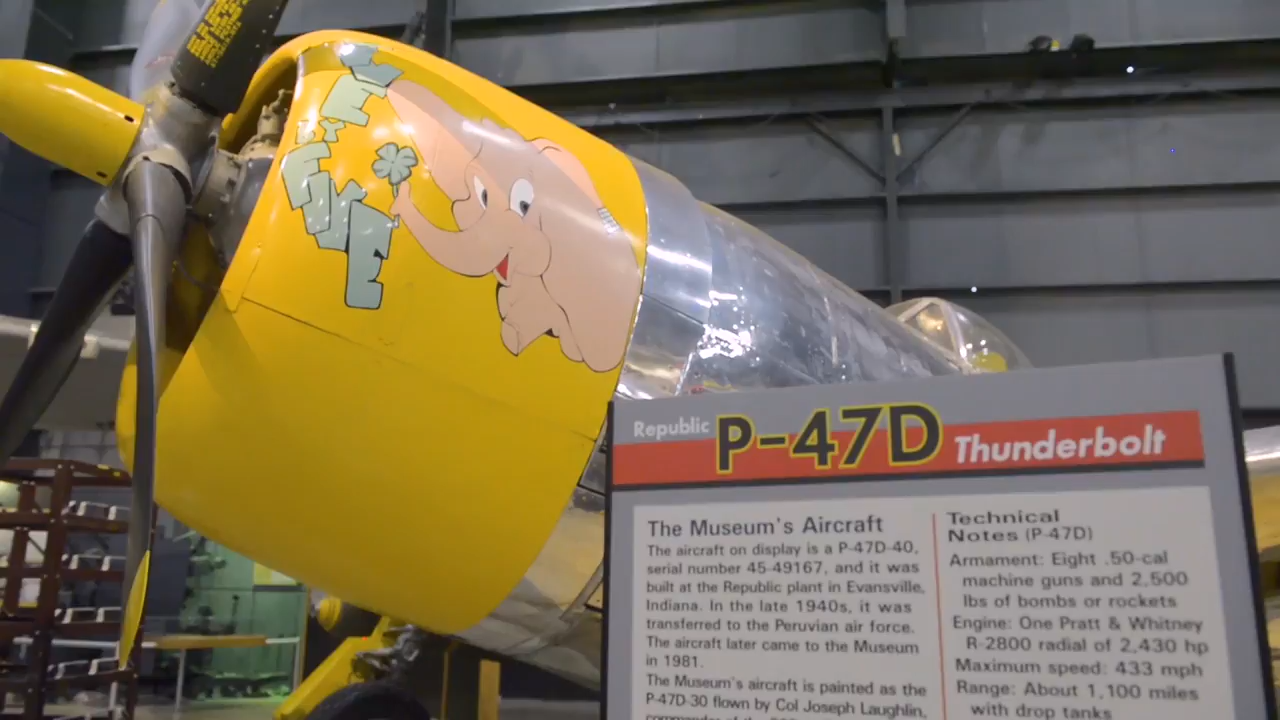 Republic P-47D Thunderbolt
The Museum's Aircraft
The aircraft on display is a P-47D-40,
serial number 45-49167, and it was
built at the Republic plant in Evansville,
Indiana. In the late 1940s, it was
transferred to the Peruvian air force.
The aircraft later came to the Museum
in 1981.
The Museum's aircraft is painted as the
P-47D-30 flown by Col Joseph Laughlin,
Technical
Notes (P-47D)
Armament: Eight .50-cal
machine guns and 2,500
lbs of bombs or rockets
Engine: One Pratt & Whitney
R-2800 radial of 2,430 hp
Maximum speed: 433 mph
Range: About 1,100 miles
with drop tanks